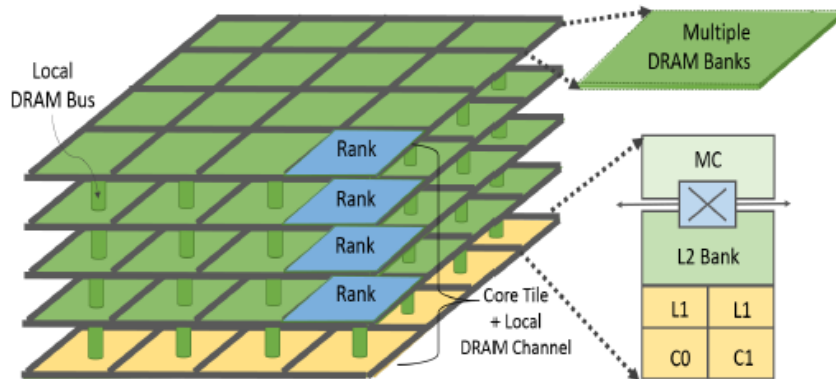 Local
DRAM Bus
Multiple
DRAM Banks
Rank
Rank
Rank
Rank
Core Tile
+ Local
DRAM Channel
MC
L2 Bank
L1 L1
C0 C1